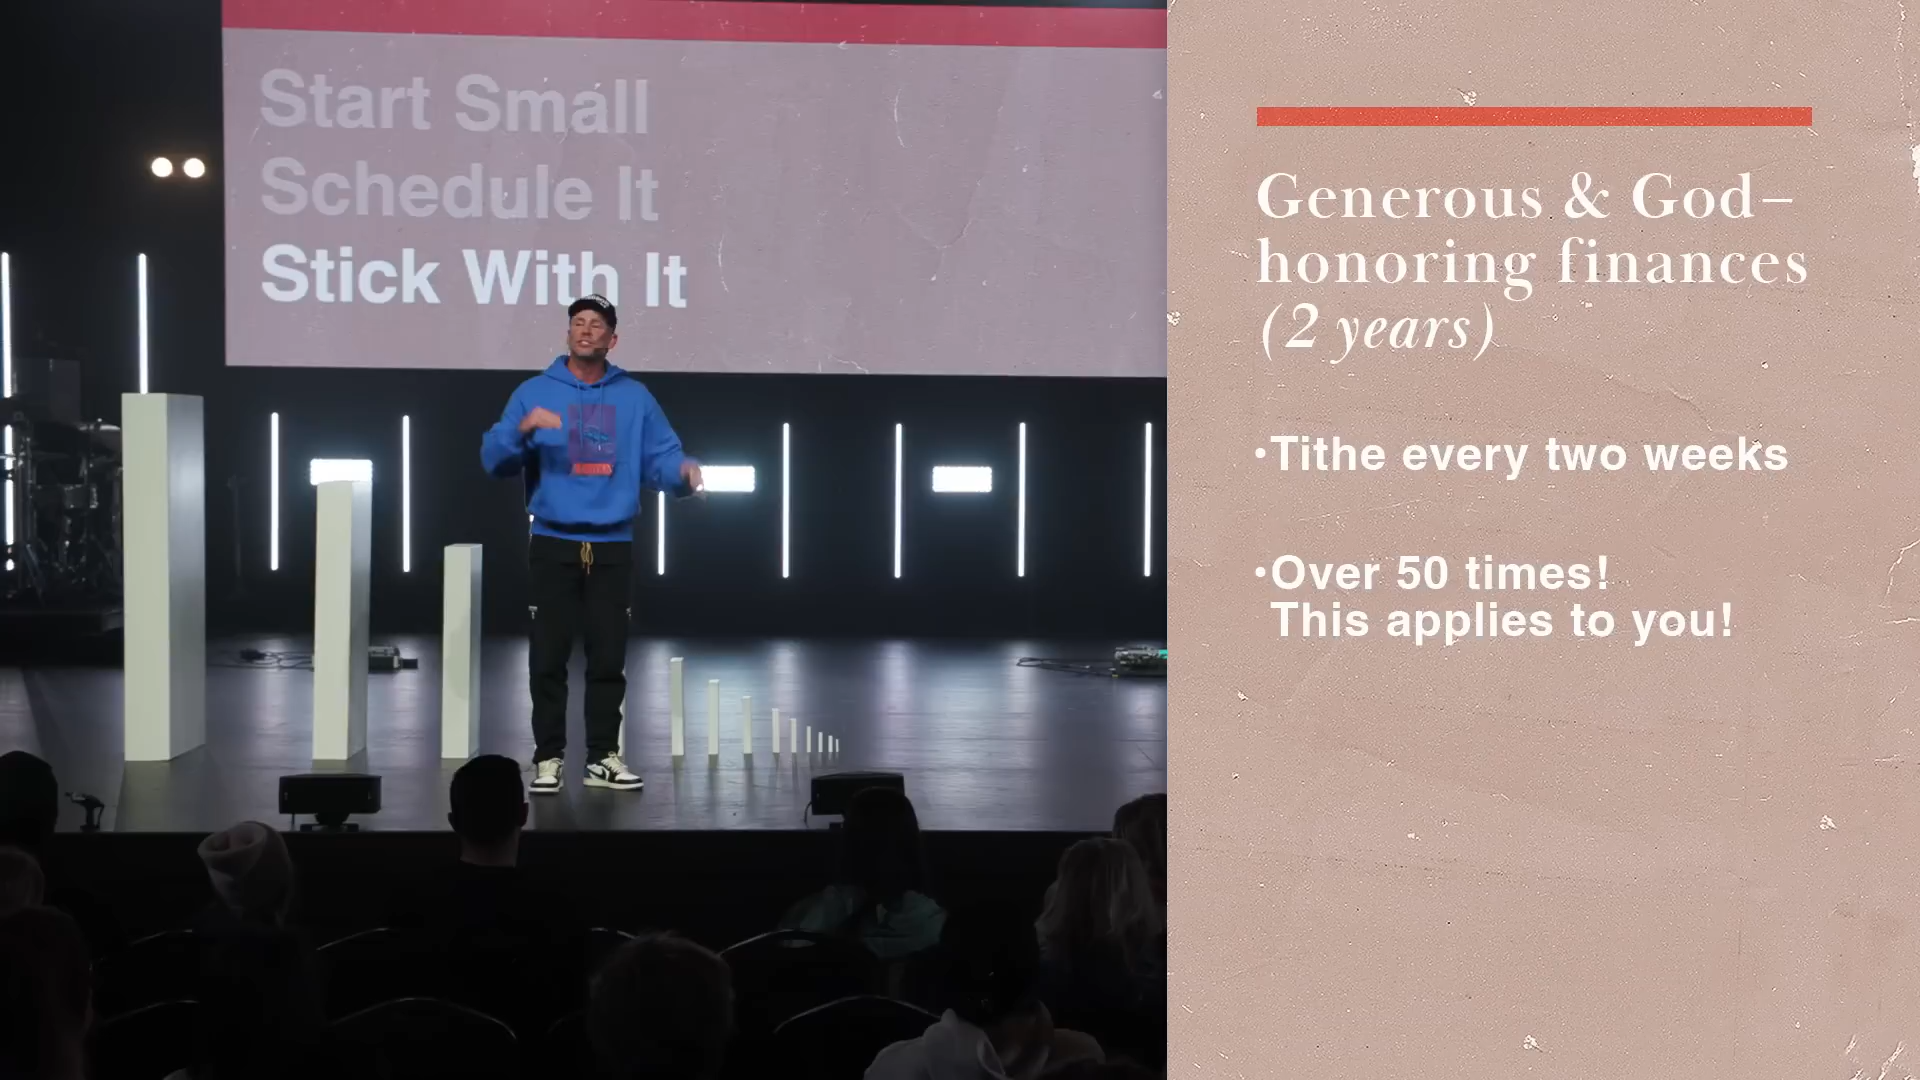 Start Small
Schedule It
Stick With It
Generous & God–
honoring finances
(2 years)
•Tithe every two weeks
•Over 50 times!
This applies to you!